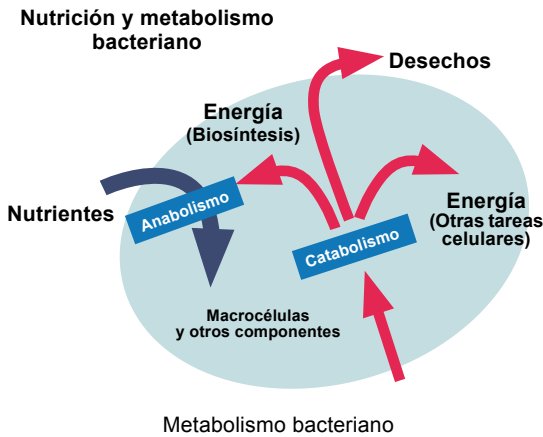 Nutrición y metabolismo
bacteriano
Desechos
Energía
(Biosíntesis)
Nutrientes
Anabolismo
Energía
(Otras tareas
celulares)
Catabolismo
Macrocélulas
y otros componentes
Metabolismo bacteriano